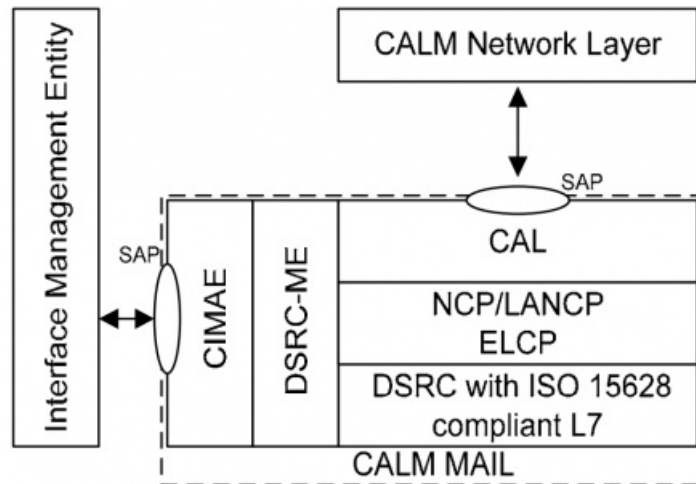 Interface Management Entity
CALM Network Layer
SAP
SAP
CIMAE
DSRC-ME
CAL
NCP/LANCP
ELCP
DSRC with ISO 15628
compliant L7
CALM MAIL